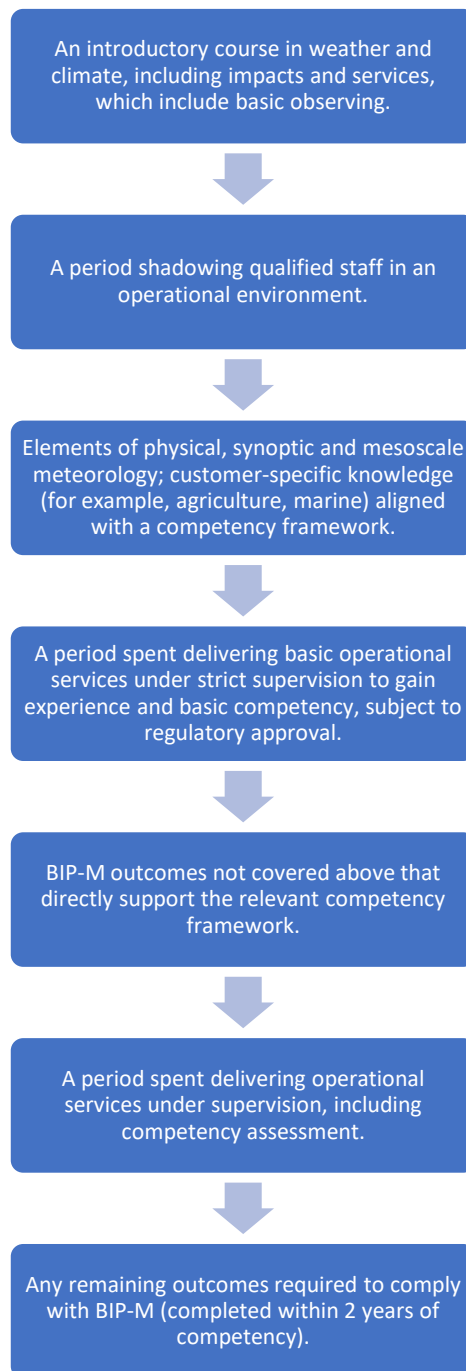 An introductory course in weather and
climate, including impacts and services,
which include basic observing.
A period shadowing qualified staff in an
operational environment.
Elements of physical, synoptic and mesoscale
meteorology; customer-specific knowledge
(for example, agriculture, marine) aligned
with a competency framework.
A period spent delivering basic operational
services under strict supervision to gain
experience and basic competency, subject to
regulatory approval.
BIP-M outcomes not covered above that
directly support the relevant competency
framework.
A period spent delivering operational
services under supervision, including
competency assessment.
Any remaining outcomes required to comply
with BIP-M (completed within 2 years of
competency).